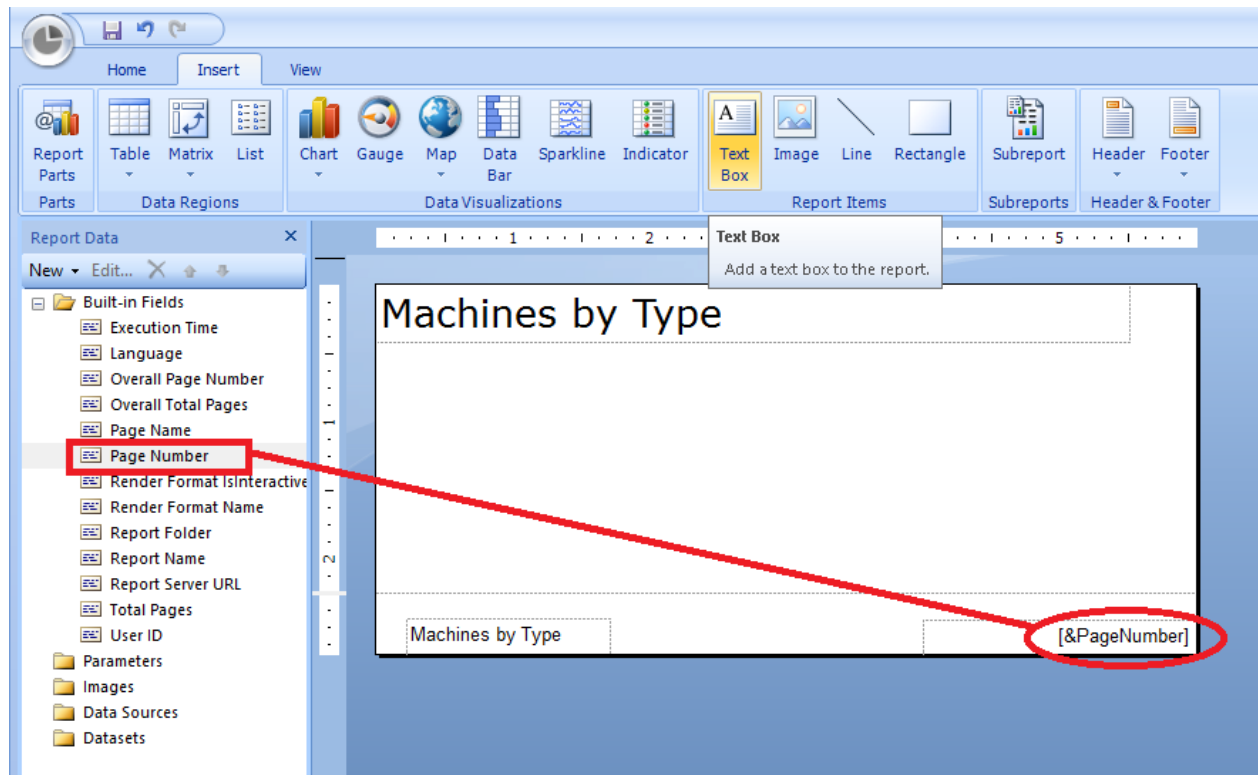 Home Insert View
Report Parts Table Matrix List Chart Gauge Map Data Bar Sparkline Indicator Text Box Image Line Rectangle Subreport Header Footer
Parts Data Regions Data Visualizations Report Items Subreports Header & Footer
Report Data
New Edit...
1 2 5
Text Box
Add a text box to the report.
Built-in Fields
Execution Time
Language
Overall Page Number
Overall Total Pages
Page Name
Page Number
Render Format IsInteractive
Render Format Name
Report Folder
Report Name
Report Server URL
Total Pages
User ID
Parameters
Images
Data Sources
Datasets
1
2
Machines by Type
Machines by Type
[&PageNumber]